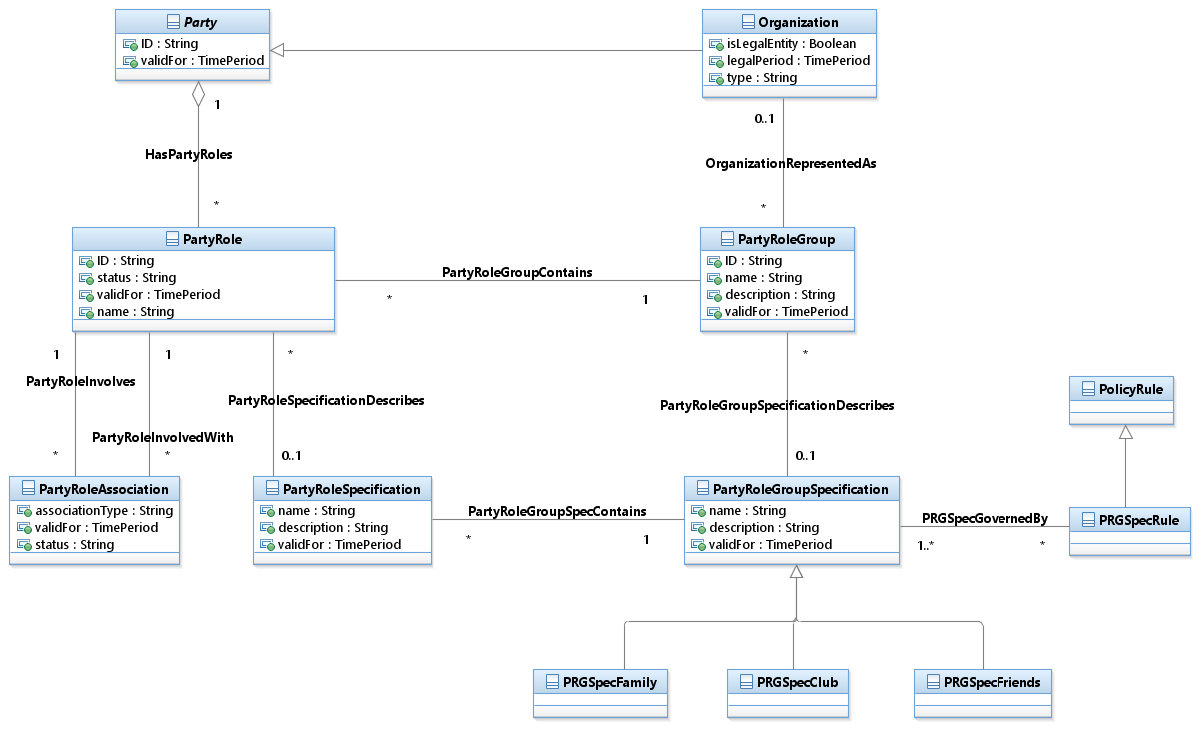 Party
ID : String
validFor : TimePeriod
Organization
isLegalEntity : Boolean
legalPeriod : TimePeriod
type : String
1
0..1
HasPartyRoles
OrganizationRepresentedAs
*
*
PartyRole
ID : String
status : String
validFor : TimePeriod
name : String
PartyRoleGroupContains
*
1
PartyRoleGroup
ID : String
name : String
description : String
validFor : TimePeriod
1
1
*
*
PartyRoleInvolves
PartyRoleSpecificationDescribes
PartyRoleGroupSpecificationDescribes
PolicyRule
PartyRoleInvolvedWith
*
*
0..1
0..1
PartyRoleAssociation
associationType : String
validFor : TimePeriod
status : String
PartyRoleSpecification
name : String
description : String
validFor : TimePeriod
PartyRoleGroupSpecContains
*
1
PartyRoleGroupSpecification
name : String
description : String
validFor : TimePeriod
PRGSpecGovernedBy
1..*
*
PRGSpecRule
PRGSpecFamily
PRGSpecClub
PRGSpecFriends